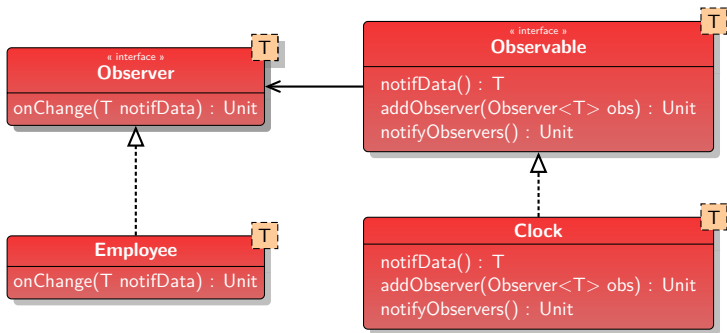 T
« interface »
Observer
onChange(T notifData) : Unit
T
« interface »
Observable
notifData() : T
addObserver(Observer<T> obs) : Unit
notifyObservers() : Unit
T
Employee
onChange(T notifData) : Unit
T
Clock
notifData() : T
addObserver(Observer<T> obs) : Unit
notifyObservers() : Unit